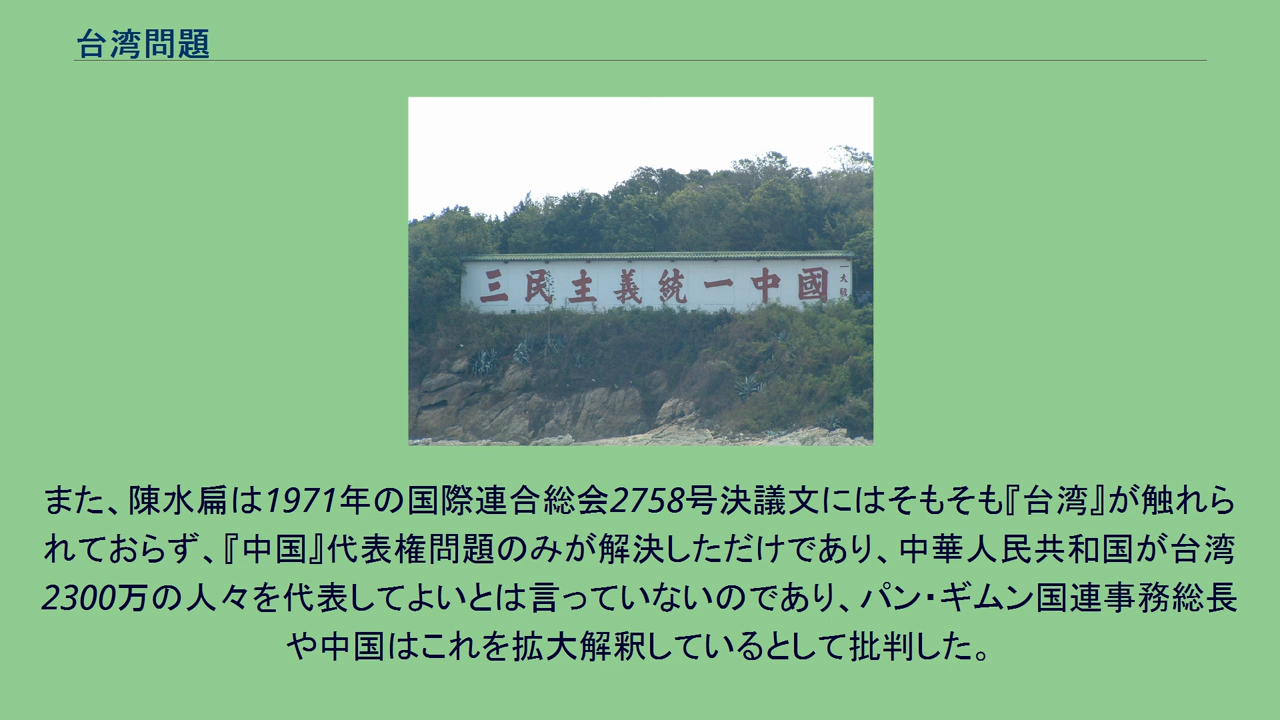 台湾問題
三民主義統一中國
また、陳水扁は1971年の国際連合総会2758号決議文にはそもそも『台湾』が触れら
れておらず、『中国』代表権問題のみが解決しただけであり、中華人民共和国が台湾
2300万の人々を代表してよいとは言っていないのであり、パン・ギムン国連事務総長
や中国はこれを拡大解釈しているとして批判した。